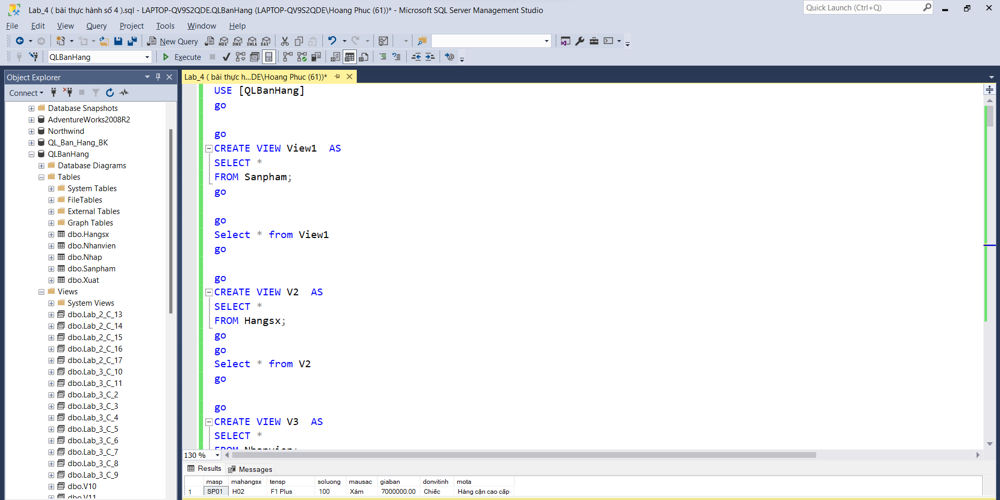 Lab_4 ( bài thực hành số 4 ).sql - LAPTOP-QV9S2QDE.QLBanHang (LAPTOP-QV9S2QDE\Hoang Phuc (61))* - Microsoft SQL Server Management Studio
Quick Launch (Ctrl+Q)
File Edit View Query Project Tools Window Help
New Query MDX DMX XMLA DAX
QLBanHang Execute
Object Explorer
Connect
Database Snapshots
AdventureWorks2008R2
Northwind
QL_Ban_Hang_BK
QLBanHang
Database Diagrams
Tables
System Tables
FileTables
External Tables
Graph Tables
dbo.Hangsx
dbo.Nhanvien
dbo.Nhap
dbo.Sanpham
dbo.Xuat
Views
System Views
dbo.Lab_2_C_13
dbo.Lab_2_C_14
dbo.Lab_2_C_15
dbo.Lab_2_C_16
dbo.Lab_2_C_17
dbo.Lab_3_C_10
dbo.Lab_3_C_11
dbo.Lab_3_C_2
dbo.Lab_3_C_3
dbo.Lab_3_C_4
dbo.Lab_3_C_5
dbo.Lab_3_C_6
dbo.Lab_3_C_7
dbo.Lab_3_C_8
dbo.Lab_3_C_9
dbo.V10
dbo.V11
Lab_4 ( bài thực h...DE\Hoang Phuc (61))*
USE [QLBanHang]
go
go
CREATE VIEW View1  AS
SELECT *
FROM Sanpham;
go
go
Select * from View1
go
go
CREATE VIEW V2  AS
SELECT *
FROM Hangsx;
go
go
Select * from V2
go
go
CREATE VIEW V3  AS
SELECT *
FROM Nhanvien;
130 %
Results Messages
masp mahangsx tensp soluong mausac giaban donvitinh mota
1 SP01 H02 F1 Plus 100 Xám 7000000.00 Chiếc Hàng cận cao cấp